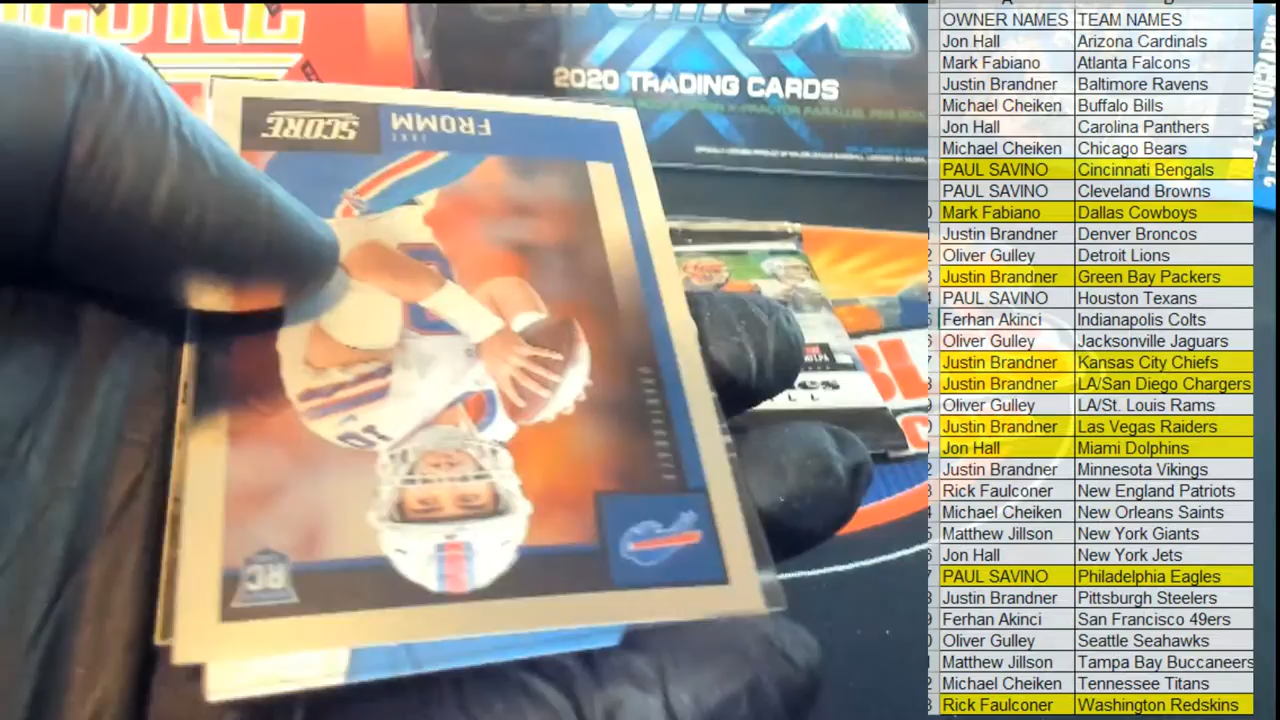 SCORE
2020 TRADING CARDS
SCORE
JAKE
FROMM
QUARTERBACK
RC
OWNER NAMES TEAM NAMES
Jon Hall Arizona Cardinals
Mark Fabiano Atlanta Falcons
Justin Brandner Baltimore Ravens
Michael Cheiken Buffalo Bills
Jon Hall Carolina Panthers
Michael Cheiken Chicago Bears
PAUL SAVINO Cincinnati Bengals
PAUL SAVINO Cleveland Browns
Mark Fabiano Dallas Cowboys
Justin Brandner Denver Broncos
Oliver Gulley Detroit Lions
Justin Brandner Green Bay Packers
PAUL SAVINO Houston Texans
Ferhan Akinci Indianapolis Colts
Oliver Gulley Jacksonville Jaguars
Justin Brandner Kansas City Chiefs
Justin Brandner LA/San Diego Chargers
Oliver Gulley LA/St. Louis Rams
Justin Brandner Las Vegas Raiders
Jon Hall Miami Dolphins
Justin Brandner Minnesota Vikings
Rick Faulconer New England Patriots
Michael Cheiken New Orleans Saints
Matthew Jillson New York Giants
Jon Hall New York Jets
PAUL SAVINO Philadelphia Eagles
Justin Brandner Pittsburgh Steelers
Ferhan Akinci San Francisco 49ers
Oliver Gulley Seattle Seahawks
Matthew Jillson Tampa Bay Buccaneers
Michael Cheiken Tennessee Titans
Rick Faulconer Washington Redskins